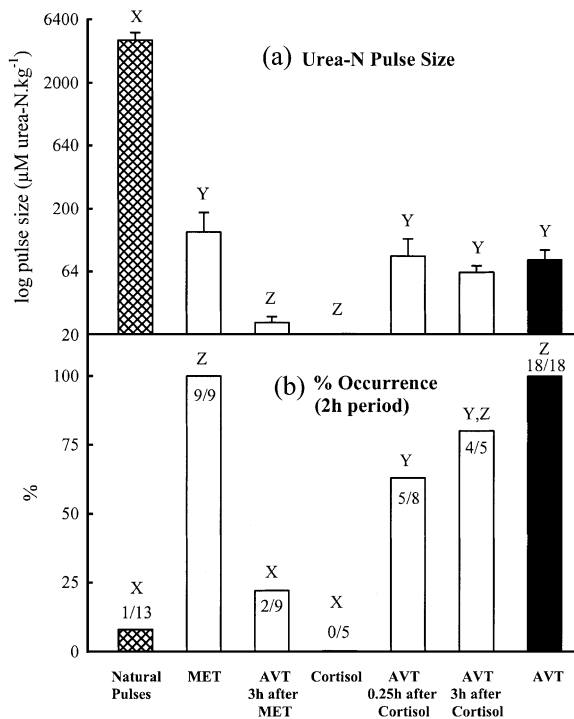 6400
2000
640
200
64
20
log pulse size (µM urea-N.kg-1)
(a) Urea-N Pulse Size
X
Y
Z
Z
Y
Y
Y
100
75
50
25
0
%
(b) % Occurrence
(2h period)
X
1/13
Z
9/9
X
2/9
X
0/5
Y
5/8
Y,Z
4/5
Z
18/18
Natural
Pulses
MET
AVT
3h after
MET
Cortisol
AVT
0.25h after
Cortisol
AVT
3h after
Cortisol
AVT